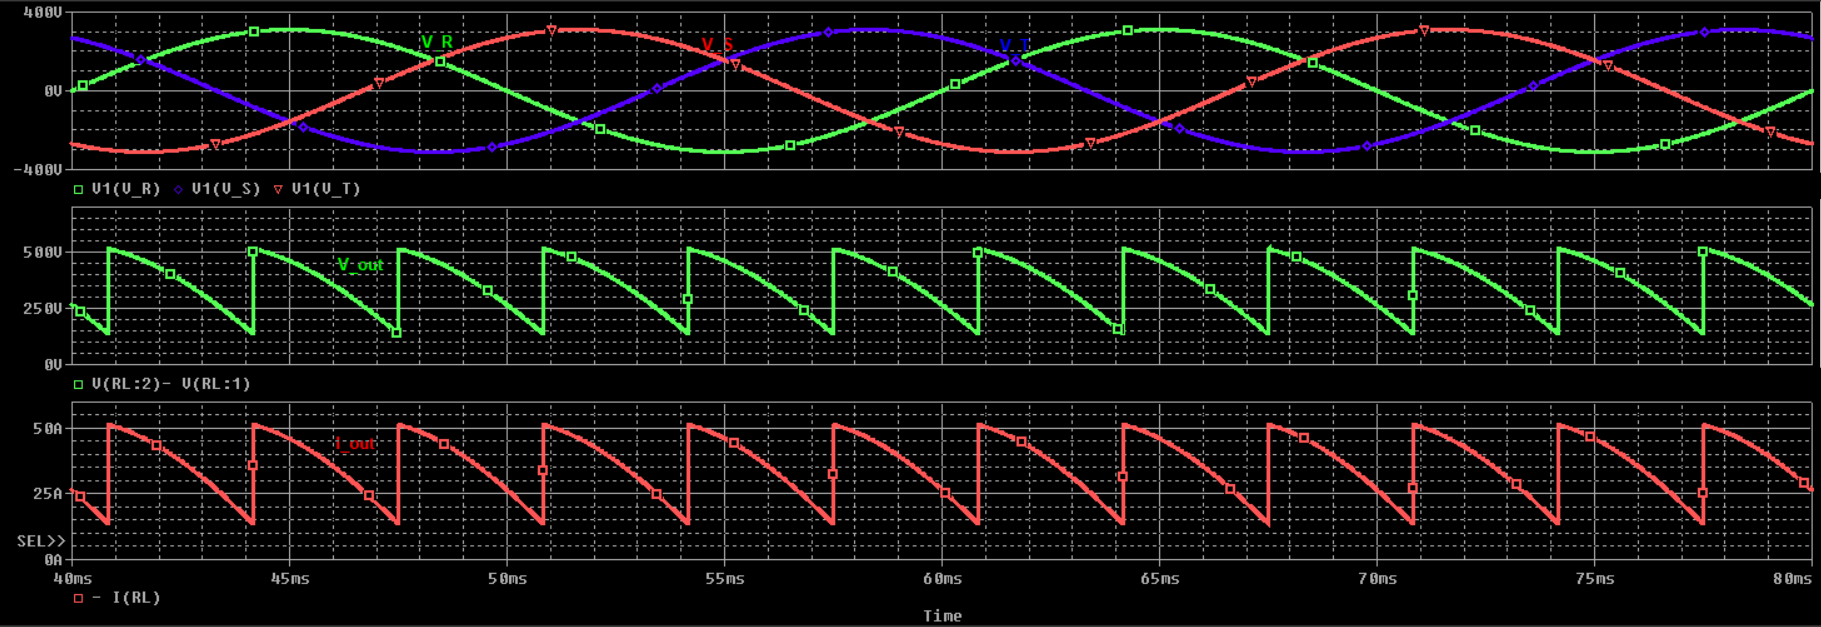 400V
V_R
V_S
V_T
0V
-400V
V1(V_R) V1(V_S) V1(V_T)
500V
V_out
250V
0V
V(RL:2)- V(RL:1)
50A
I_out
25A
SEL>>
0A
40ms 45ms 50ms 55ms 60ms 65ms 70ms 75ms 80ms
- I(RL)
Time